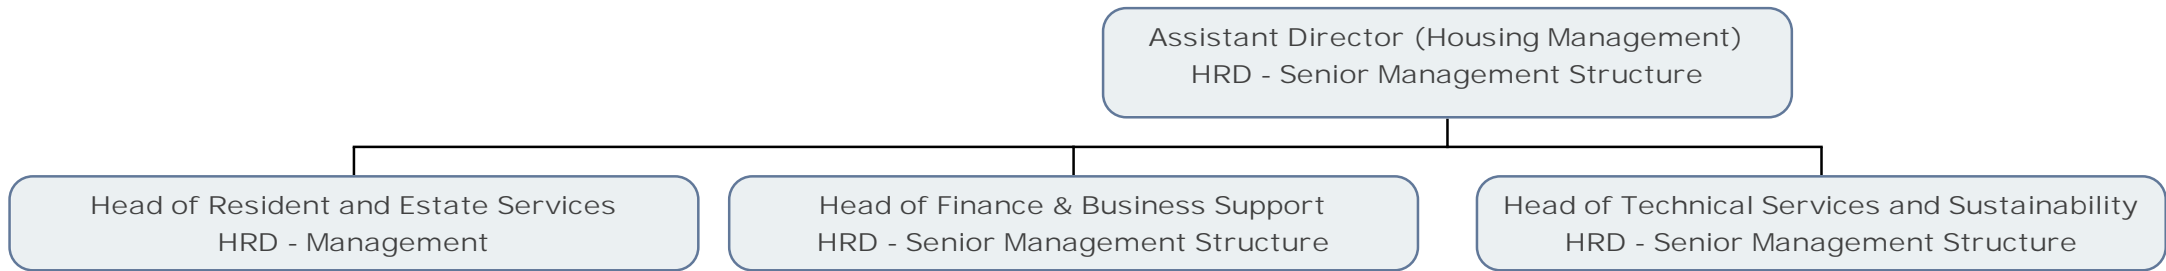 Assistant Director (Housing Management)
HRD - Senior Management Structure
Head of Resident and Estate Services
HRD - Management
Head of Finance & Business Support
HRD - Senior Management Structure
Head of Technical Services and Sustainability
HRD - Senior Management Structure